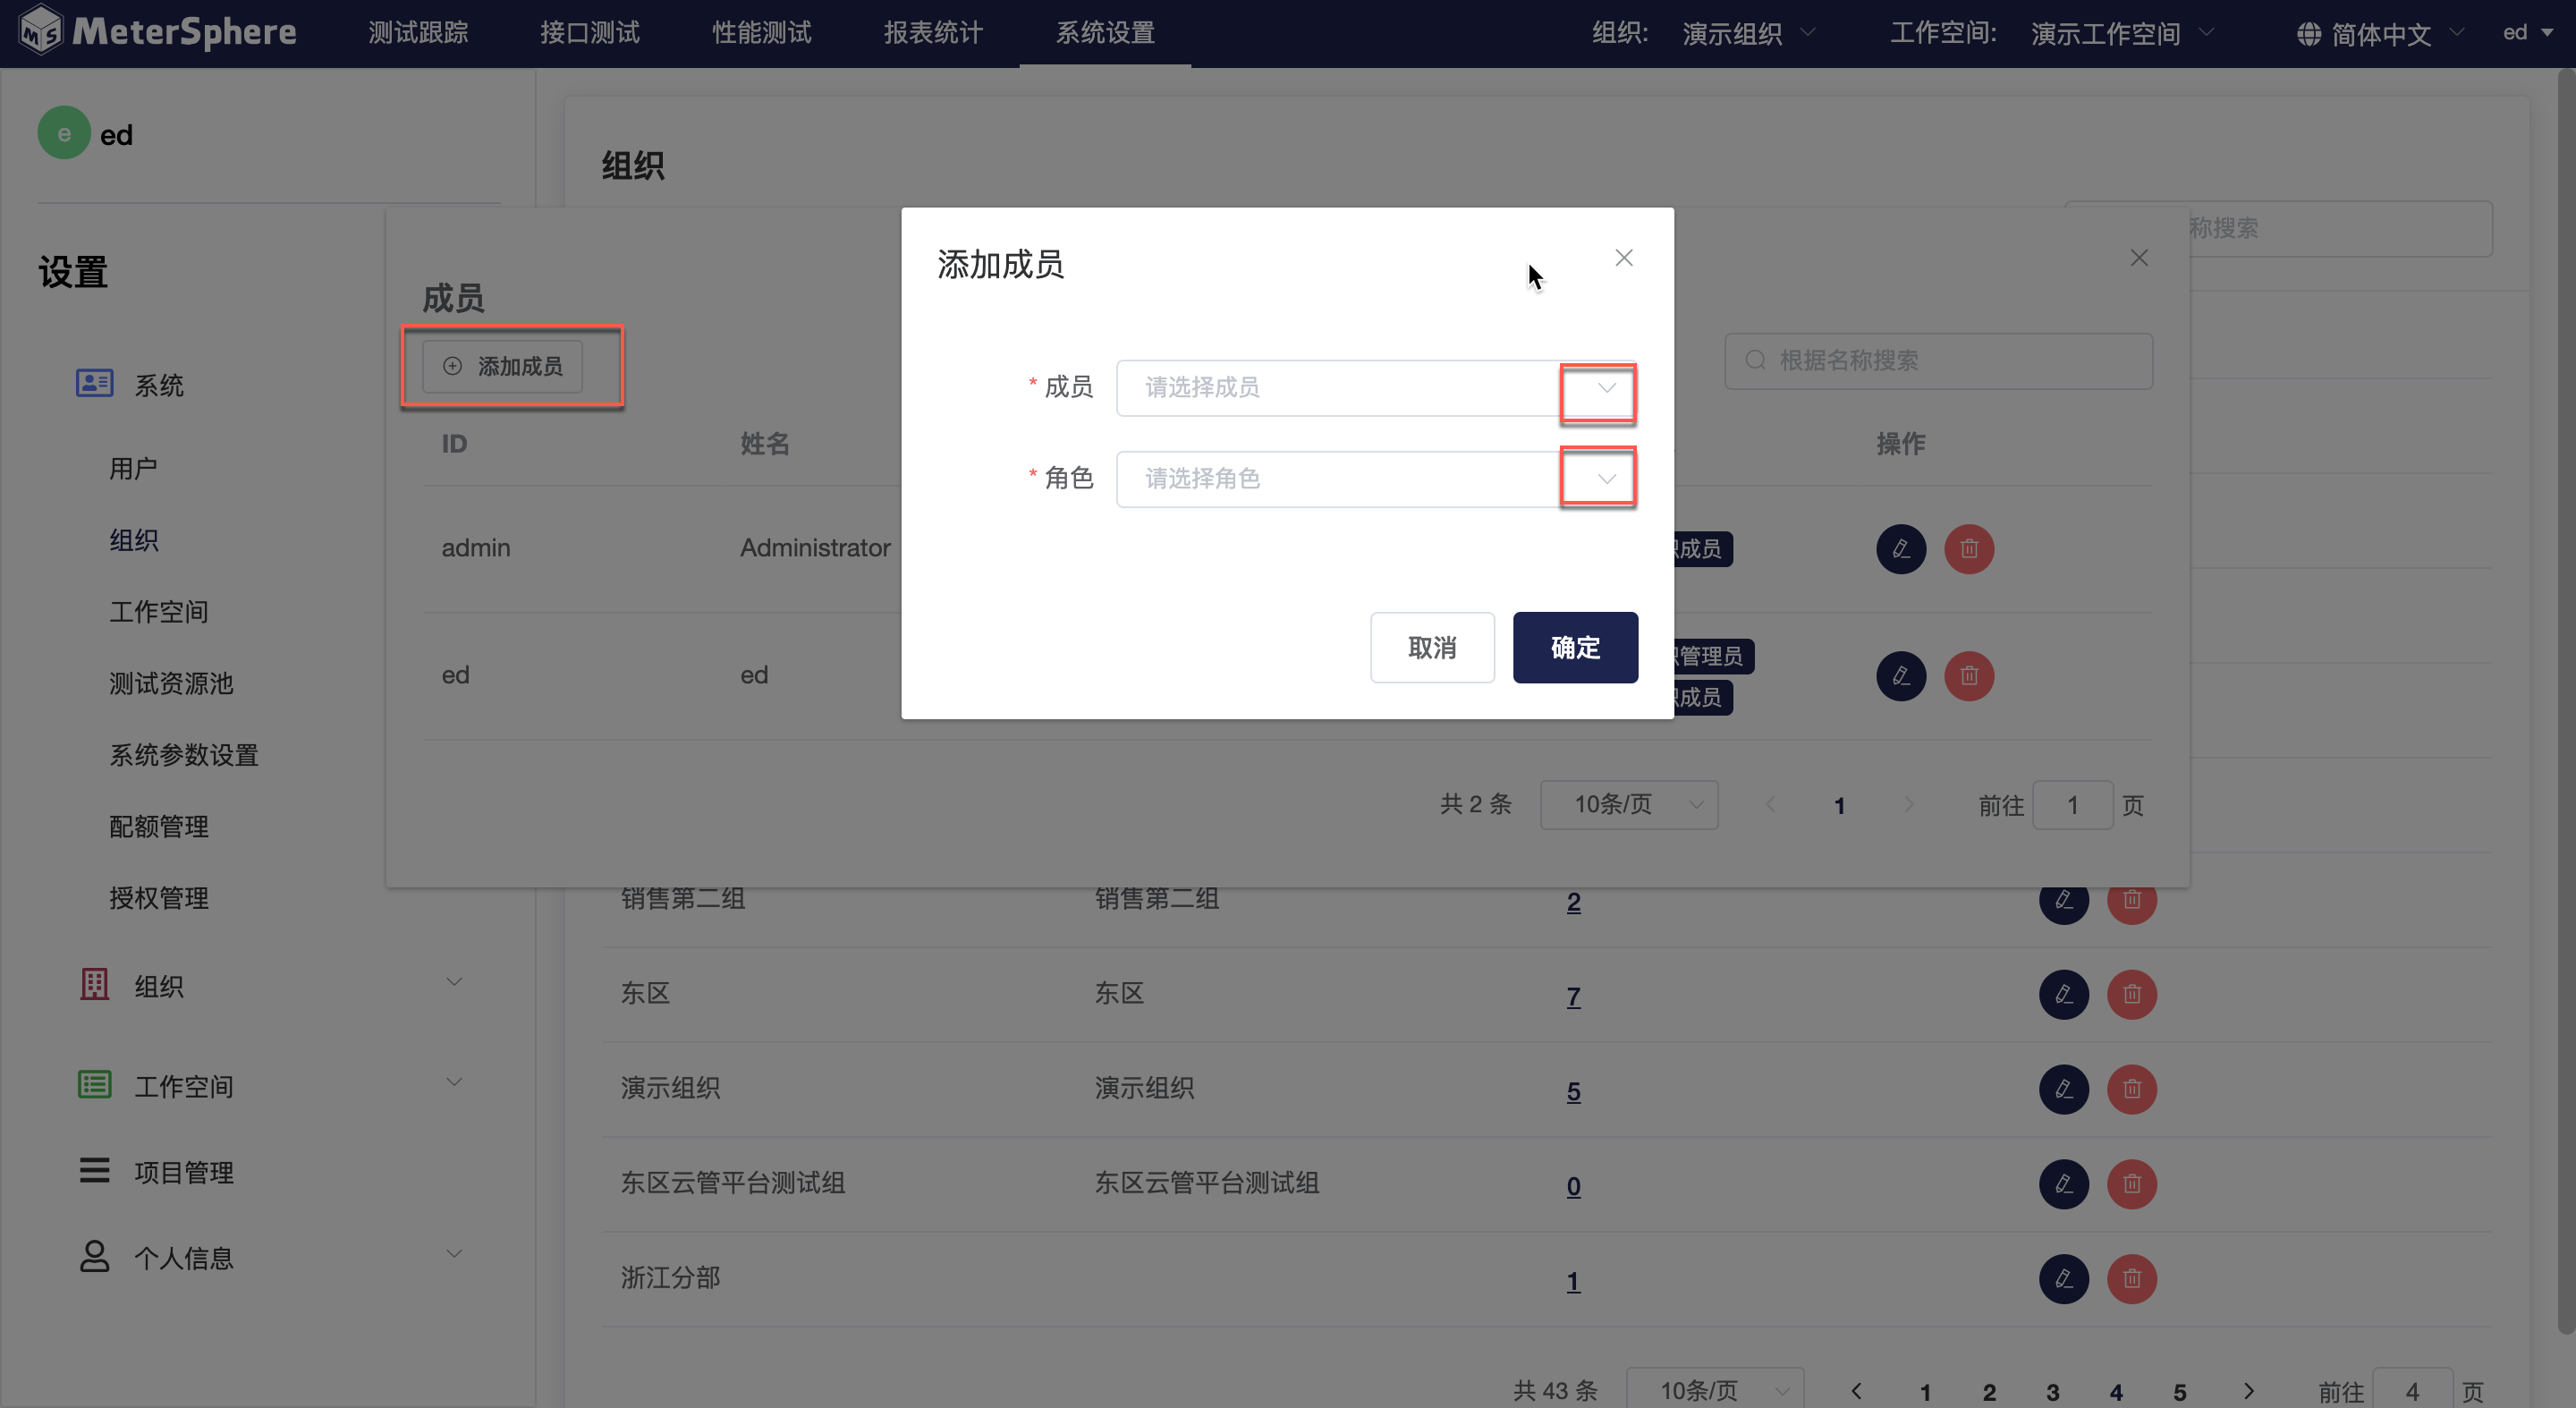 MS MeterSphere 测试跟踪 接口测试 性能测试 报表统计 系统设置 组织: 演示组织 工作空间: 演示工作空间 简体中文 ed
e ed
设置
系统
用户
组织
工作空间
测试资源池
系统参数设置
配额管理
授权管理
组织
工作空间
项目管理
个人信息
组织
称搜索
成员
添加成员
根据名称搜索
ID 姓名 操作
admin Administrator 成员
ed ed 管理员
成员
共 2 条 10条/页 1 前往 1 页
添加成员
* 成员 请选择成员
* 角色 请选择角色
取消 确定
销售第二组 销售第二组 2
东区 东区 7
演示组织 演示组织 5
东区云管平台测试组 东区云管平台测试组 0
浙江分部 1
共 43 条 10条/页 1 2 3 4 5 前往 4 页